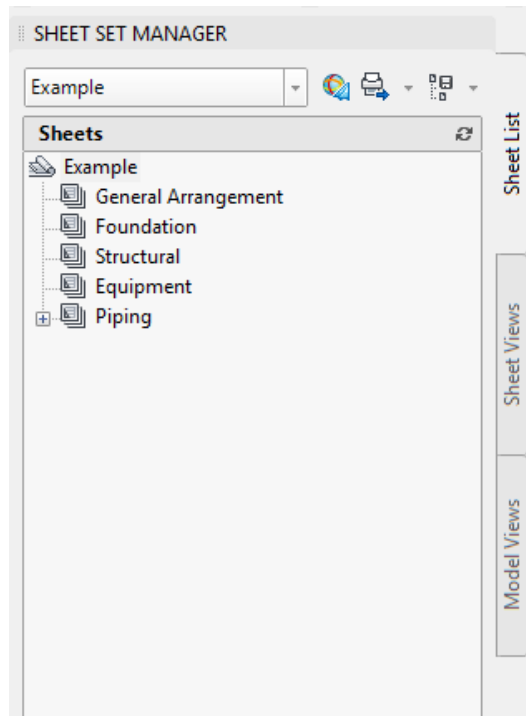 SHEET SET MANAGER
Example
Sheets
Example
General Arrangement
Foundation
Structural
Equipment
Piping
Sheet List
Sheet Views
Model Views